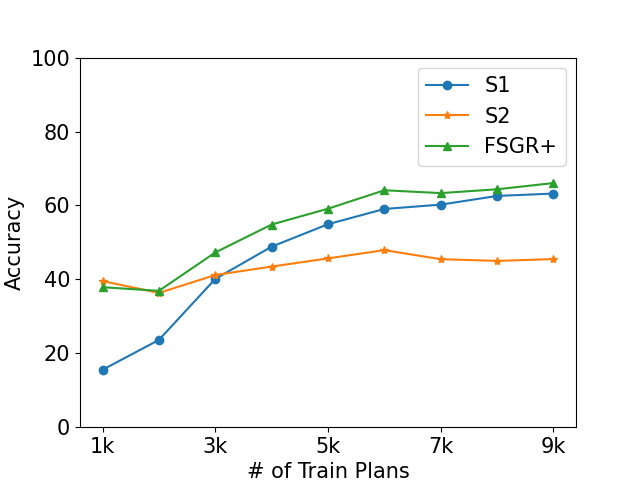 100
80
60
40
20
0
Accuracy
1k
3k
5k
7k
9k
# of Train Plans
S1
S2
FSGR+